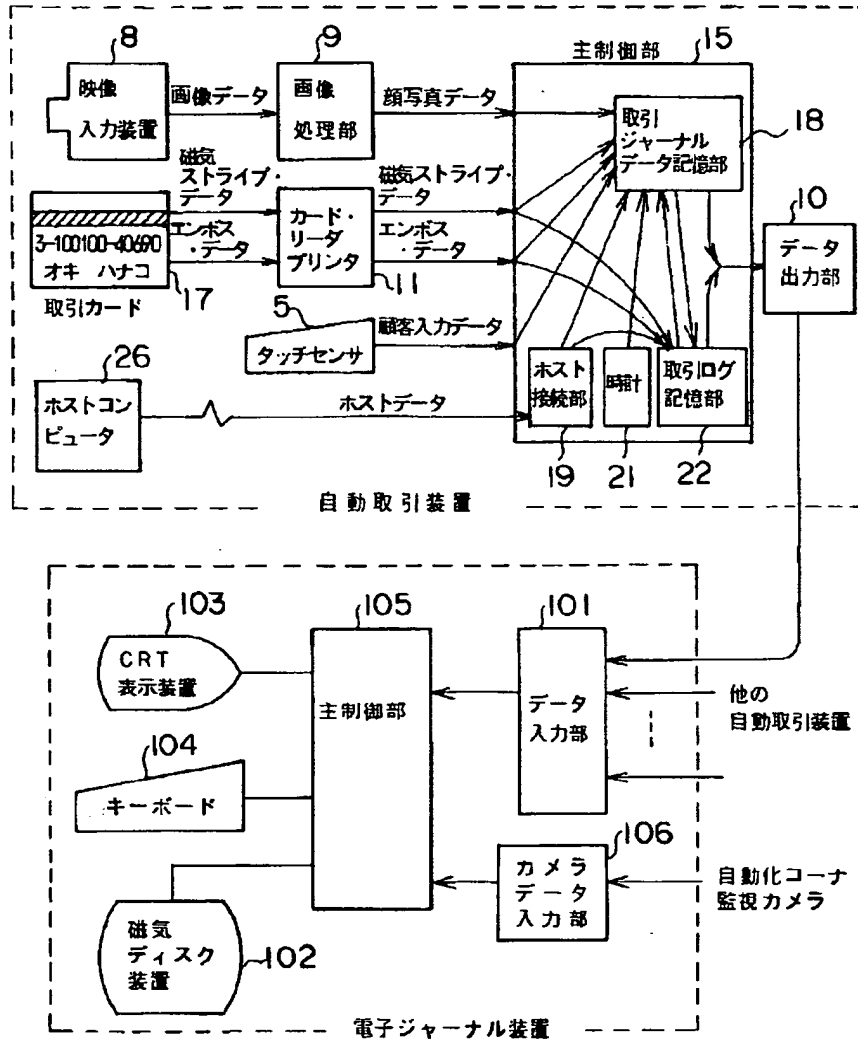 8
9
15
主制御部
映像
入力装置
画像データ
画像
処理部
顔写真データ
取引
ジャーナル
データ記憶部
18
磁気
ストライプ・
データ
エンボス
・データ
3-100100-40690
オキ ハナコ
17
取引カード
カード・
リーダ
プリンタ
11
磁気ストライプ・
データ
エンボス
・データ
10
データ
出力部
5
タッチセンサ
顧客入力データ
26
ホストコン
ピュータ
ホストデータ
ホスト
接続部
時計
取引ログ
記憶部
19
21
22
自動取引装置
103
CRT
表示装置
105
主制御部
101
データ
入力部
他の
自動取引装置
104
キーボード
106
カメラ
データ
入力部
自動化コーナ
監視カメラ
磁気
ディスク
装置
102
電子ジャーナル装置